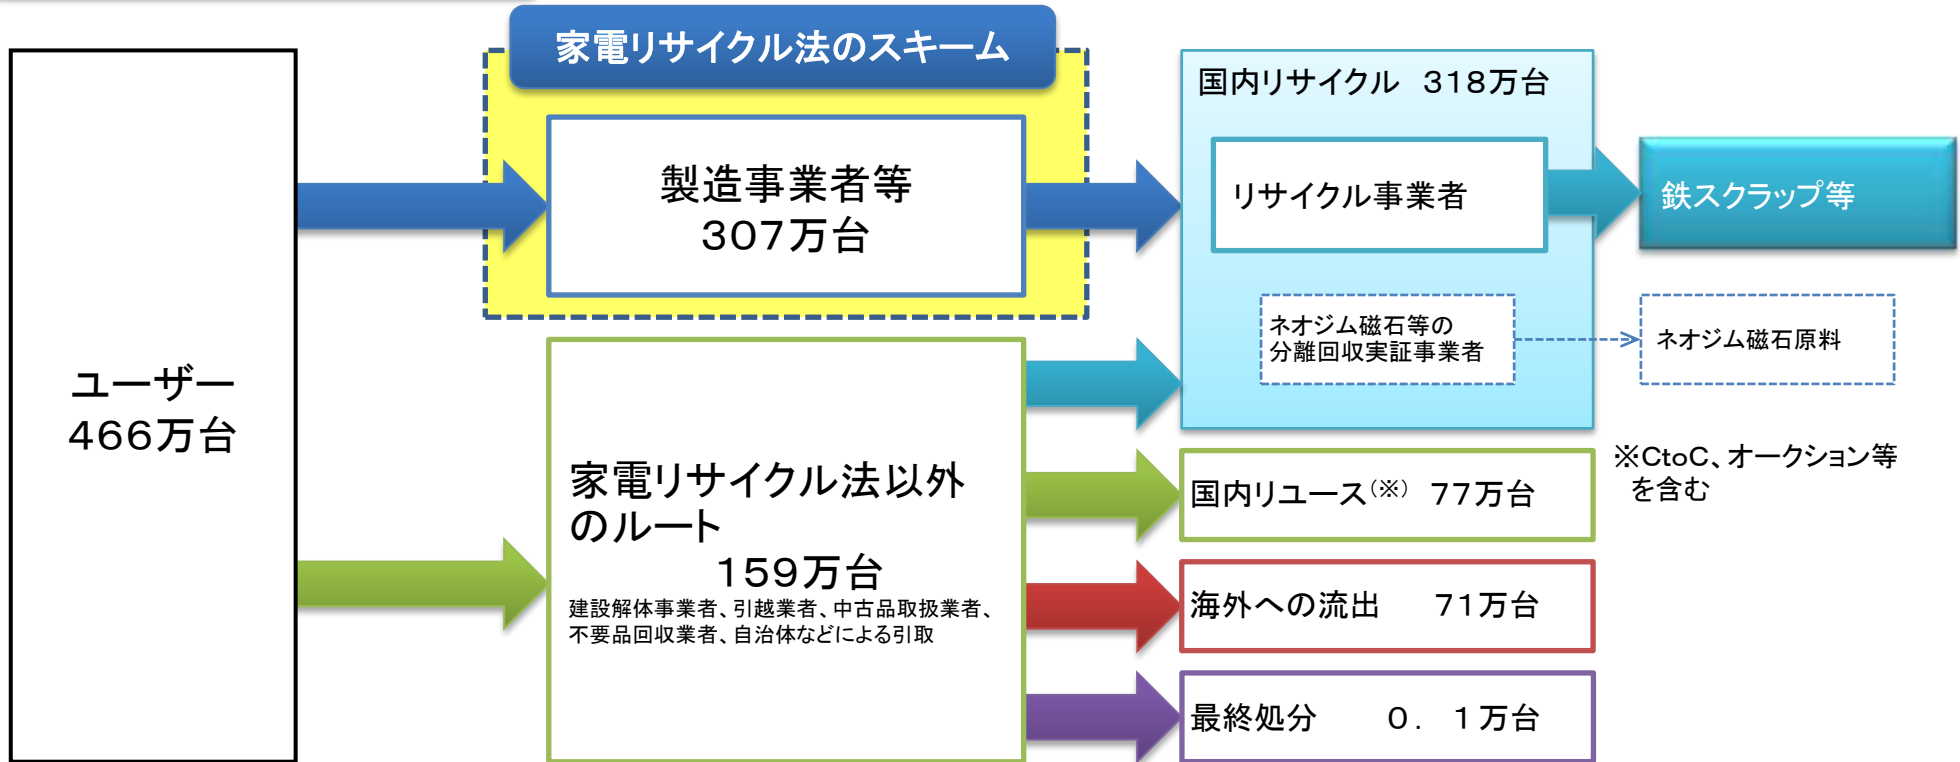 家電リサイクル法のスキーム
ユーザー
466万台
製造事業者等
307万台
家電リサイクル法以外
のルート
159万台
建設解体事業者、引越業者、中古品取扱業者、
不要品回収業者、自治体などによる引取
国内リサイクル 318万台
リサイクル事業者
鉄スクラップ等
ネオジム磁石等の
分離回収実証事業者
ネオジム磁石原料
国内リユース(※) 77万台
※CtoC、オークション等
を含む
海外への流出 71万台
最終処分 0.1万台